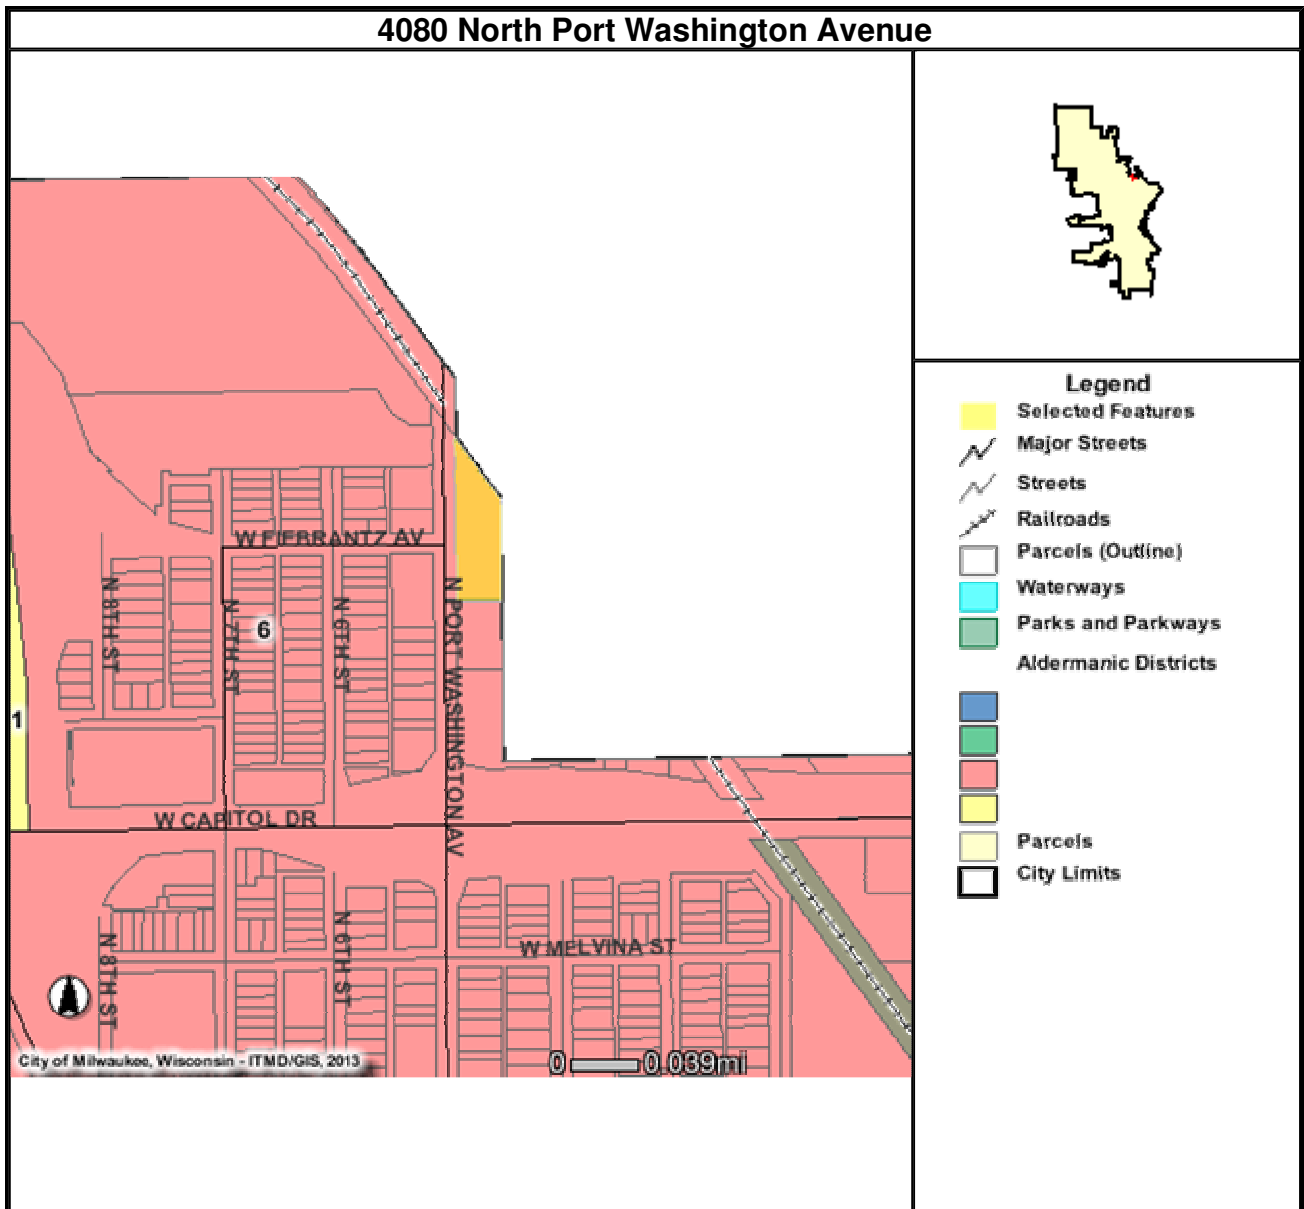 4080 North Port Washington Avenue
Legend
Selected Features
Major Streets
Streets
Railroads
Parcels (Outline)
Waterways
Parks and Parkways
Aldermanic Districts
Parcels
City Limits
W FIEBRANTZ AV
N 8TH ST
N 7TH ST
6
N 6TH ST
N PORT WASHINGTON AV
1
W CAPITOL DR
N 8TH ST
N 6TH ST
W MELVINA ST
City of Milwaukee, Wisconsin - ITMD/GIS, 2013
0 0.039mi